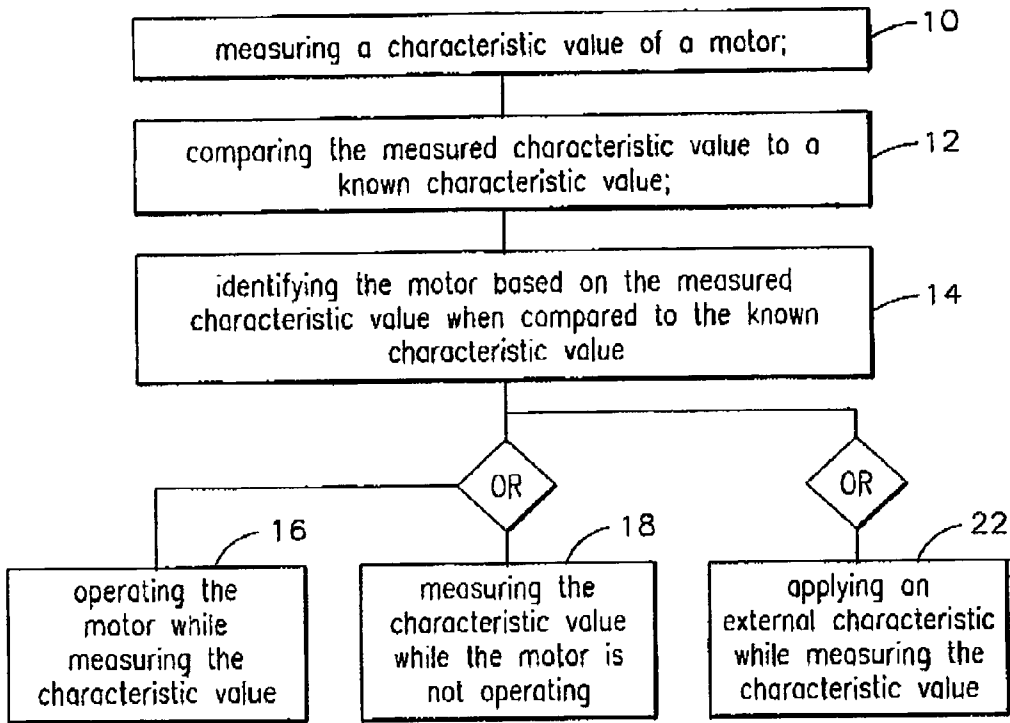 measuring a characteristic value of a motor;
10
comparing the measured characteristic value to a
known characteristic value;
12
identifying the motor based on the measured
characteristic value when compared to the known
characteristic value
14
OR
OR
16
operating the
motor while
measuring the
characteristic value
18
measuring the
characteristic value
while the motor is
not operating
22
applying an
external characteristic
while measuring the
characteristic value